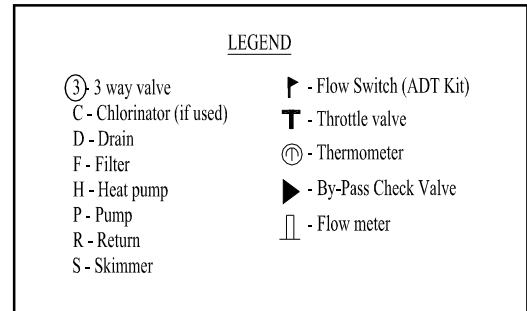 LEGEND
3 - 3 way valve
C - Chlorinator (if used)
D - Drain
F - Filter
H - Heat pump
P - Pump
R - Return
S - Skimmer
- Flow Switch (ADT Kit)
- Throttle valve
- Thermometer
- By-Pass Check Valve
- Flow meter